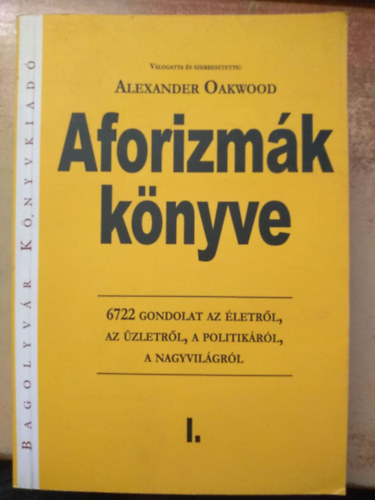 VÁLOGATTA ÉS SZERKESZTETTE:
ALEXANDER OAKWOOD
Aforizmák
könyve
6722 GONDOLAT AZ ÉLETRŐL,
AZ ÜZLETRŐL, A POLITIKÁRÓL,
A NAGYVILÁGRÓL
I.
BAGOLYVÁR KÖNYVKIADÓ